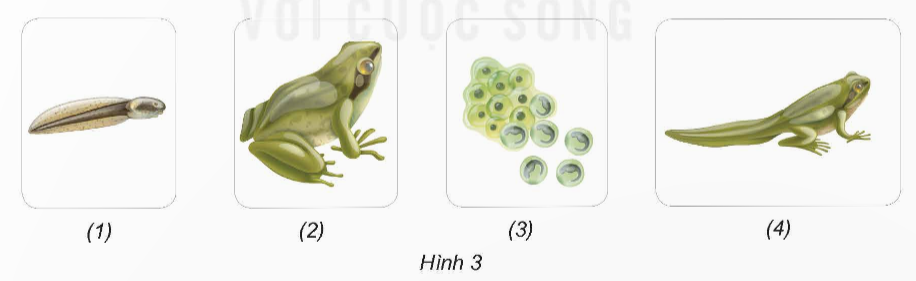 VỚI CUỘC SỐNG
(1)
(2)
(3)
(4)
Hình 3